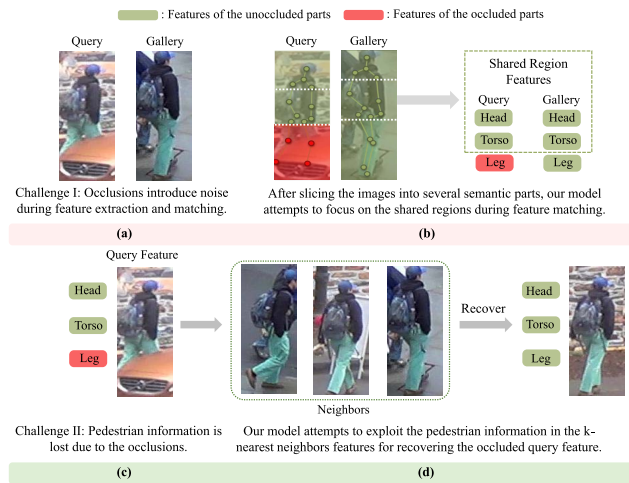 : Features of the unoccluded parts
: Features of the occluded parts
Query
Gallery
Challenge I: Occlusions introduce noise
during feature extraction and matching.
(a)
Query
Gallery
Shared Region
Features
Query
Gallery
Head
Head
Torso
Torso
Leg
Leg
After slicing the images into several semantic parts, our model
attempts to focus on the shared regions during feature matching.
(b)
Query Feature
Head
Torso
Leg
Challenge II: Pedestrian information is
lost due to the occlusions.
(c)
Neighbors
Recover
Head
Torso
Leg
Our model attempts to exploit the pedestrian information in the k-
nearest neighbors features for recovering the occluded query feature.
(d)